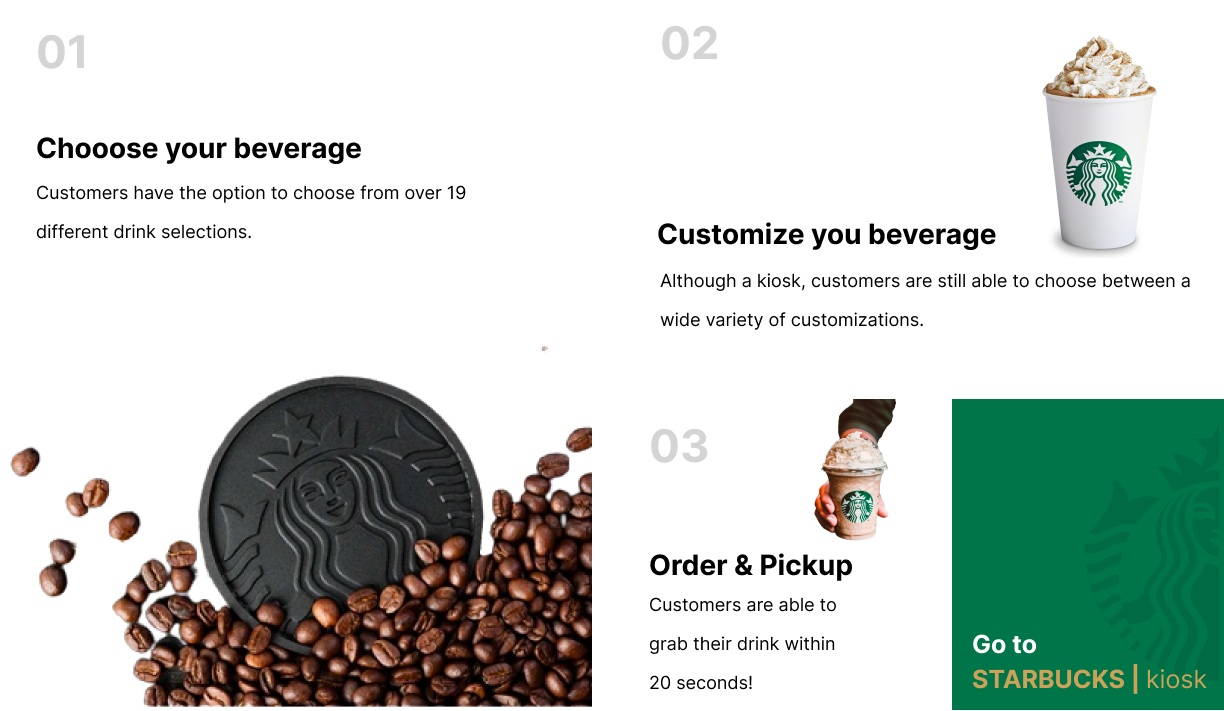 01
Chooose your beverage
Customers have the option to choose from over 19
different drink selections.
02
Customize you beverage
Although a kiosk, customers are still able to choose between a
wide variety of customizations.
03
Order & Pickup
Customers are able to
grab their drink within
20 seconds!
Go to
STARBUCKS | kiosk